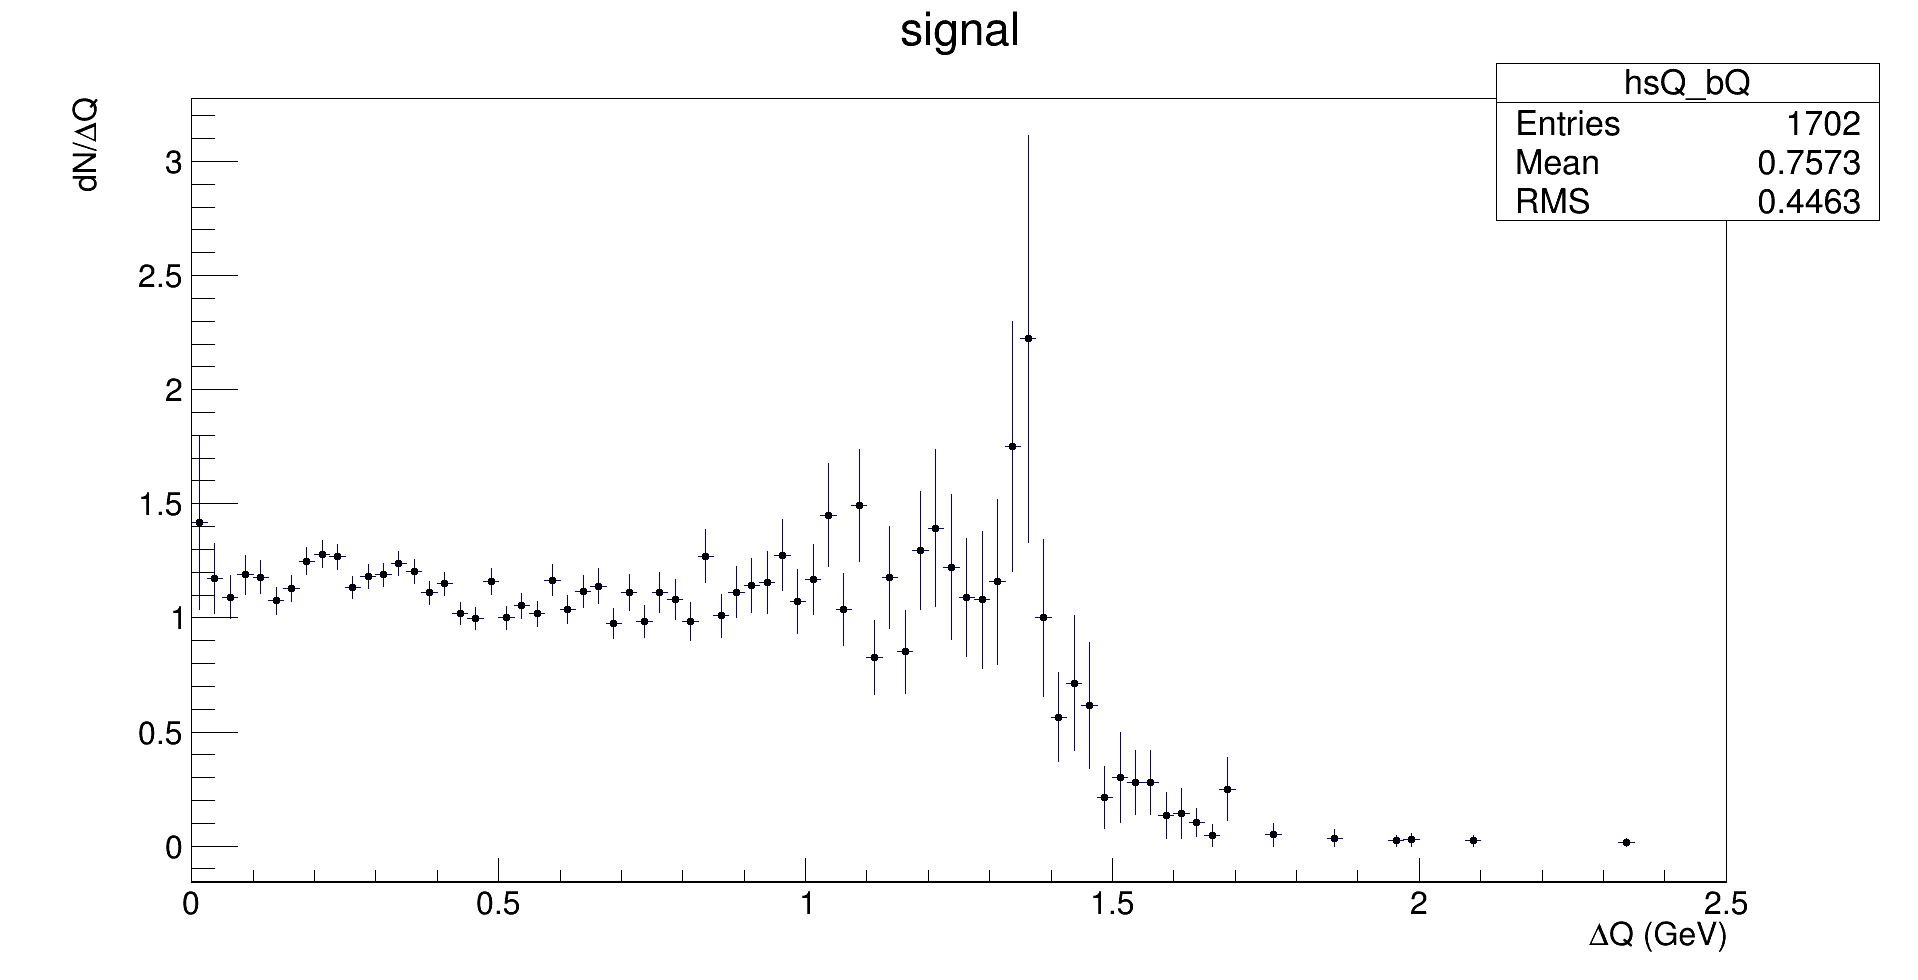 signal
hsQ_bQ
Entries 1702
Mean 0.7573
RMS 0.4463
dN/ΔQ
3
2.5
2
1.5
1
0.5
0
0 0.5 1 1.5 2 2.5
ΔQ (GeV)